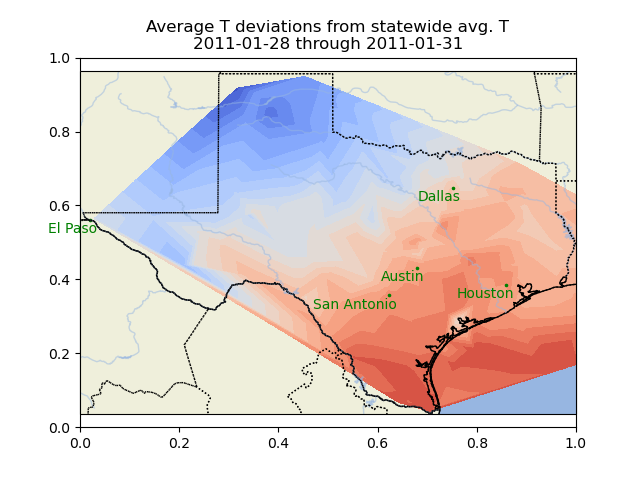 Average T deviations from statewide avg. T
2011-01-28 through 2011-01-31
1.0
0.8
0.6
0.4
0.2
0.0
Dallas
El Paso
Austin
San Antonio
Houston
0.0 0.2 0.4 0.6 0.8 1.0